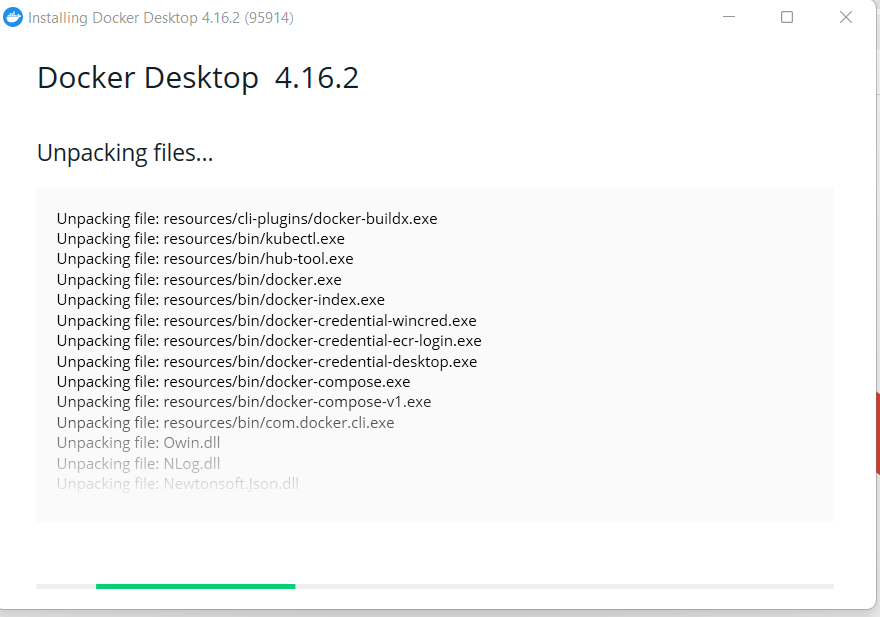 Installing Docker Desktop 4.16.2 (95914)
Docker Desktop 4.16.2
Unpacking files...
Unpacking file: resources/cli-plugins/docker-buildx.exe
Unpacking file: resources/bin/kubectl.exe
Unpacking file: resources/bin/hub-tool.exe
Unpacking file: resources/bin/docker.exe
Unpacking file: resources/bin/docker-index.exe
Unpacking file: resources/bin/docker-credential-wincred.exe
Unpacking file: resources/bin/docker-credential-ecr-login.exe
Unpacking file: resources/bin/docker-credential-desktop.exe
Unpacking file: resources/bin/docker-compose.exe
Unpacking file: resources/bin/docker-compose-v1.exe
Unpacking file: resources/bin/com.docker.cli.exe
Unpacking file: Owin.dll
Unpacking file: NLog.dll
Unpacking file: Newtonsoft.Json.dll